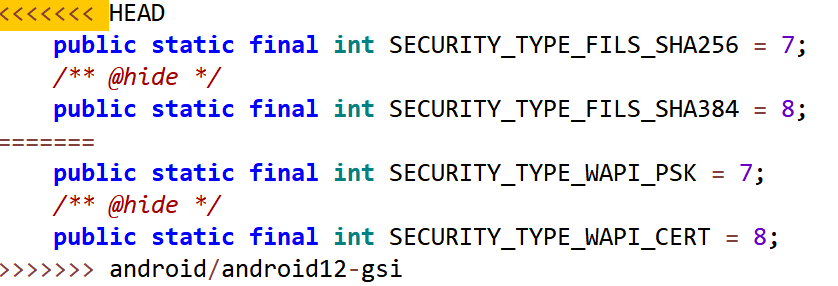 <<<<<<< HEAD
    public static final int SECURITY_TYPE_FILS_SHA256 = 7;
    /** @hide */
    public static final int SECURITY_TYPE_FILS_SHA384 = 8;
=======
    public static final int SECURITY_TYPE_WAPI_PSK = 7;
    /** @hide */
    public static final int SECURITY_TYPE_WAPI_CERT = 8;
>>>>>>> android/android12-gsi